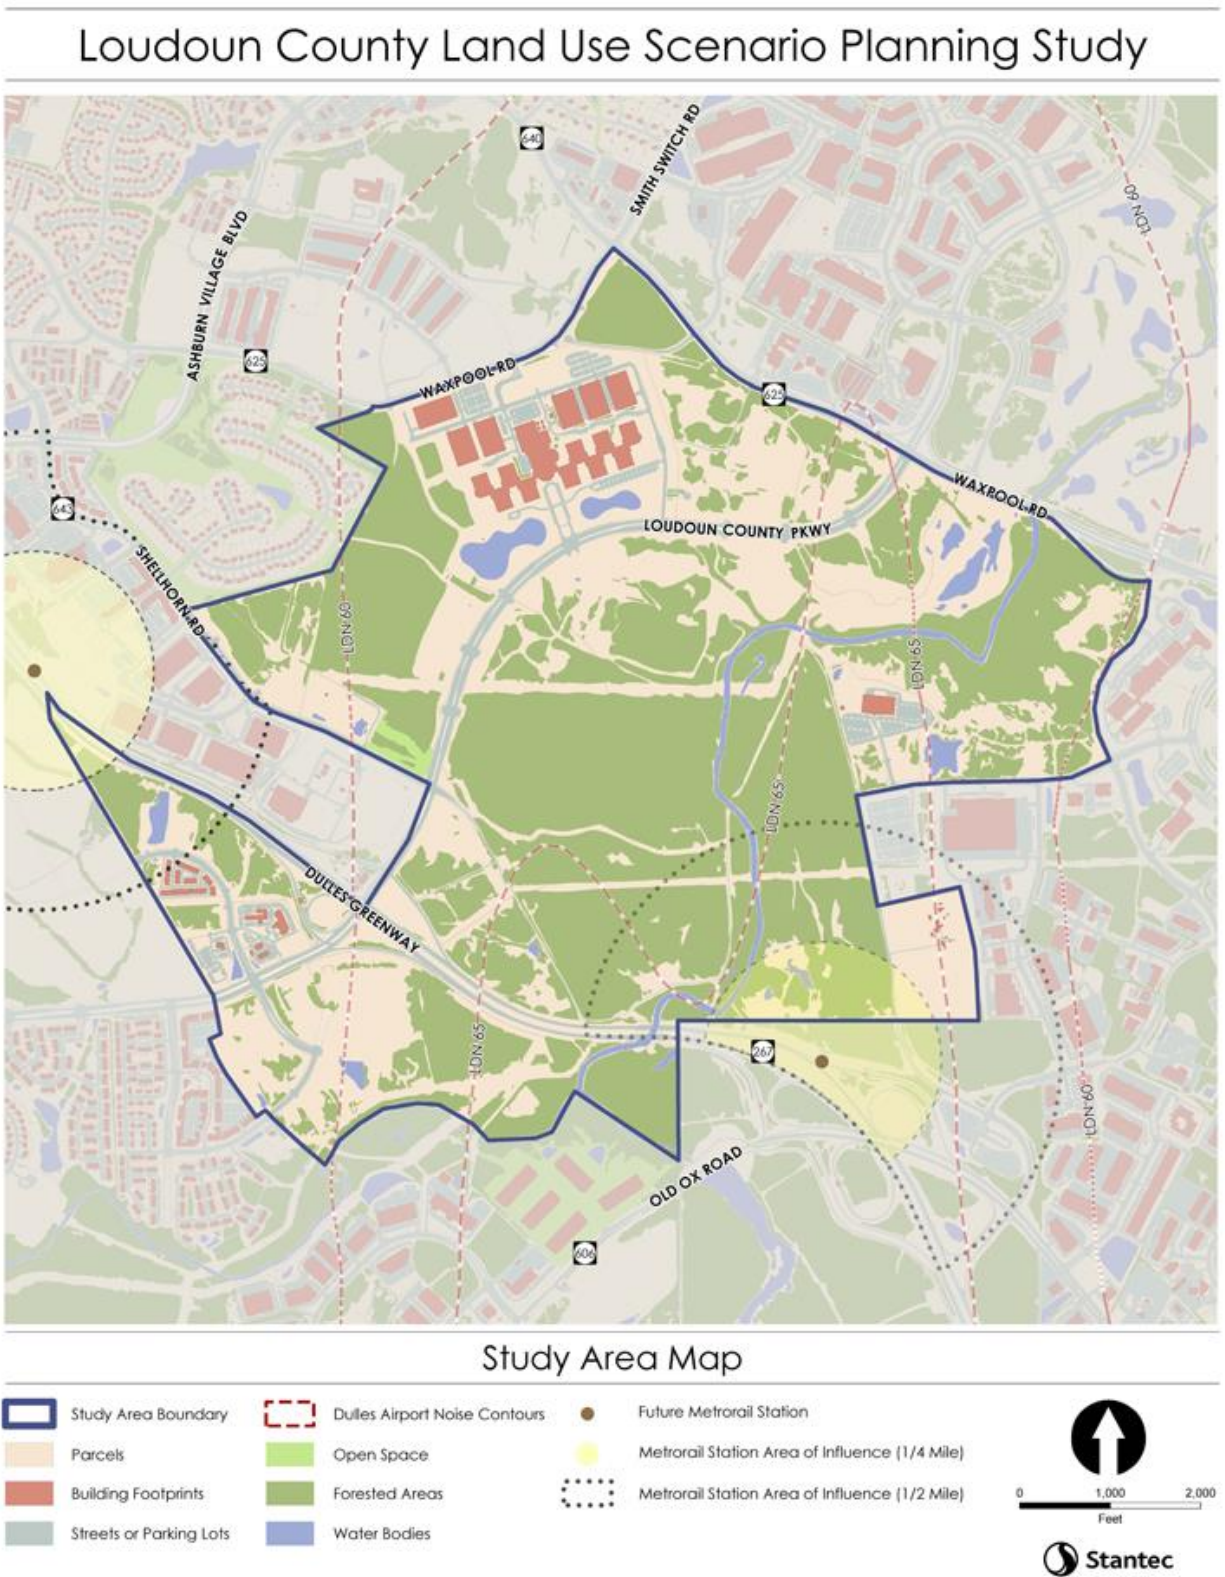 Loudoun County Land Use Scenario Planning Study
640
SMITH SWITCH RD
LDN 60
ASHBURN VILLAGE BLVD
625
WAXPOOL RD
625
WAXPOOL RD
643
LOUDOUN COUNTY PKWY
SHELLHORN RD
LDN 60
LDN 65
LDN 65
DULLES GREENWAY
LDN 65
267
LDN 60
OLD OX ROAD
606
Study Area Map
Study Area Boundary
Parcels
Building Footprints
Streets or Parking Lots
Dulles Airport Noise Contours
Open Space
Forested Areas
Water Bodies
Future Metrorail Station
Metrorail Station Area of Influence (1/4 Mile)
Metrorail Station Area of Influence (1/2 Mile)
0 1,000 2,000
Feet
Stantec